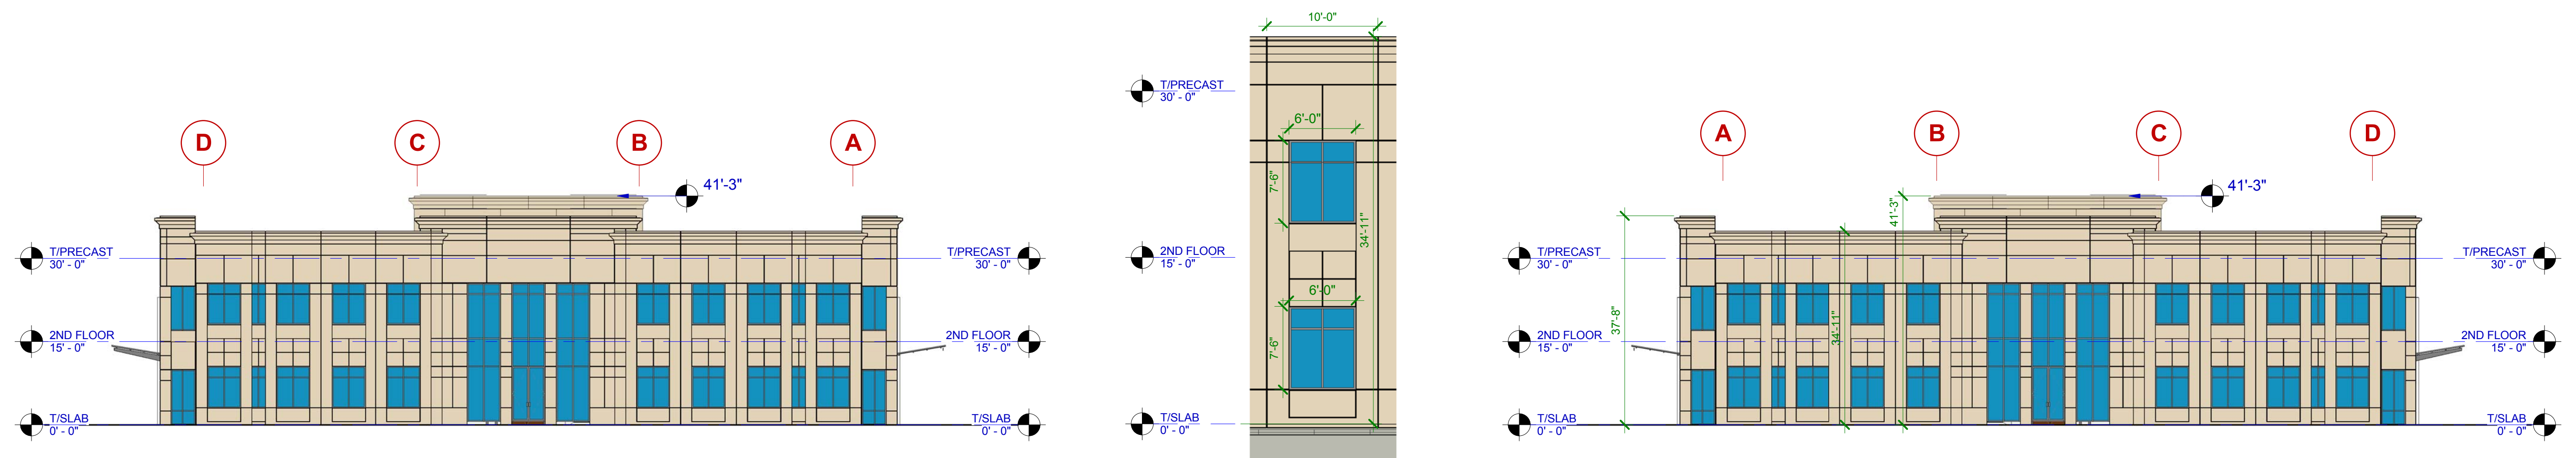 D
C
B
A
41'-3"
T/PRECAST
30' - 0"
T/PRECAST
30' - 0"
2ND FLOOR
15' - 0"
2ND FLOOR
15' - 0"
T/SLAB
0' - 0"
T/SLAB
0' - 0"
10'-0"
T/PRECAST
30' - 0"
6'-0"
7'-6"
34'-11"
2ND FLOOR
15' - 0"
6'-0"
7'-6"
T/SLAB
0' - 0"
A
B
C
D
41'-3"
41'-3"
T/PRECAST
30' - 0"
T/PRECAST
30' - 0"
37'-8"
34'-11"
2ND FLOOR
15' - 0"
2ND FLOOR
15' - 0"
T/SLAB
0' - 0"
T/SLAB
0' - 0"